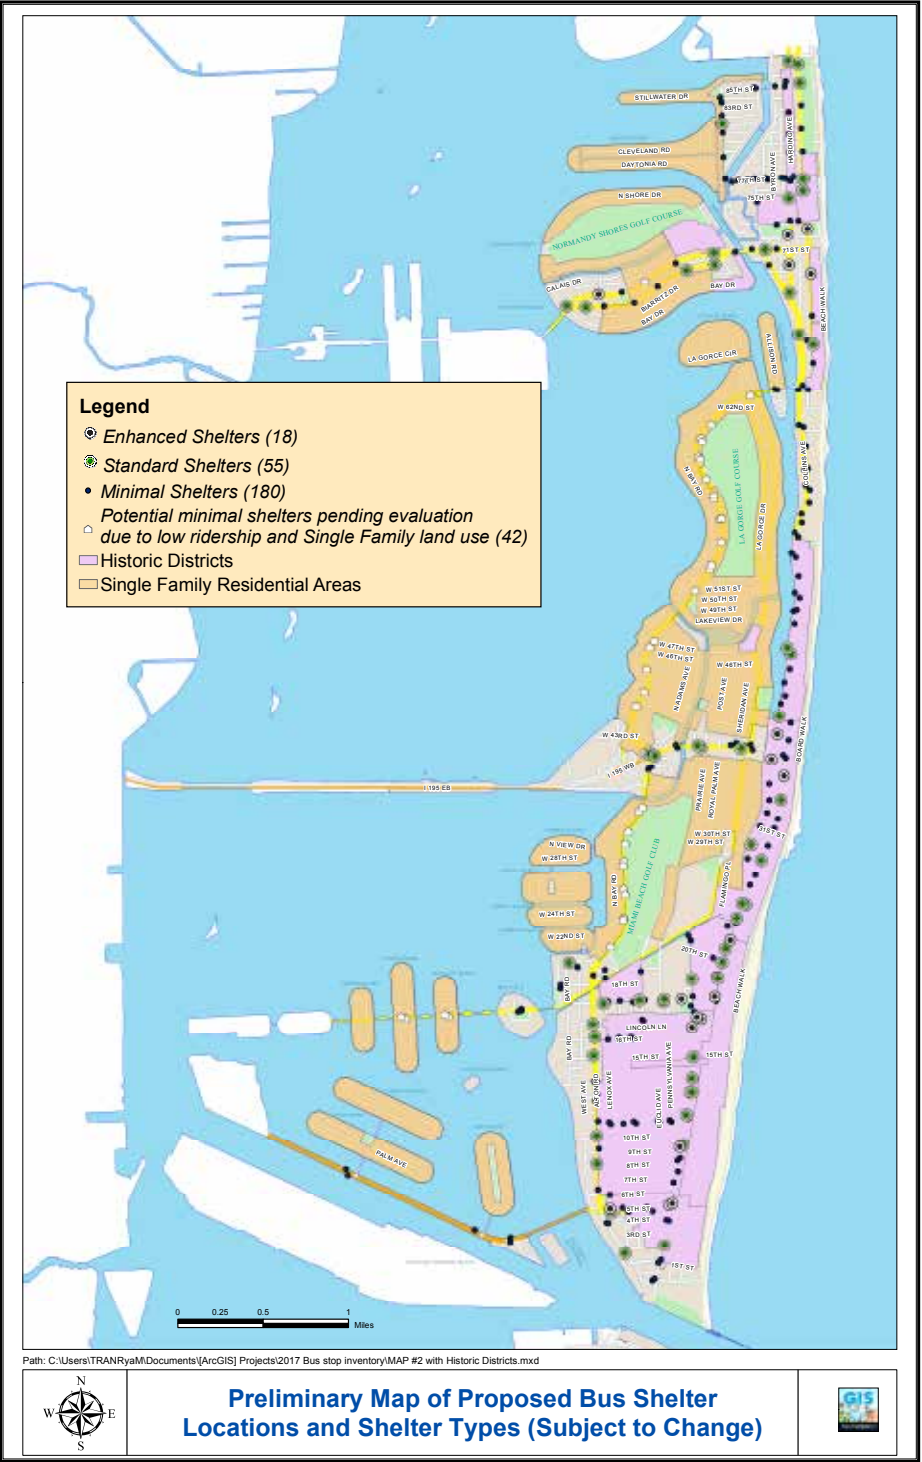 85TH ST
STILLWATER DR
83RD ST
HARDING AVE
CLEVELAND RD
DAYTONIA RD
BYRON AVE
77TH ST
75TH ST
N SHORE DR
NORMANDY SHORES GOLF COURSE
71ST ST
CALAIS DR
BIARRITZ DR
BAY DR
BAY DR
BEACH WALK
ALLISON RD
LA GORCE CIR
Legend
Enhanced Shelters (18)
Standard Shelters (55)
Minimal Shelters (180)
Potential minimal shelters pending evaluation
due to low ridership and Single Family land use (42)
Historic Districts
Single Family Residential Areas
W 62ND ST
COLLINS AVE
N BAY RD
LA GORGE GOLF COURSE
LA GORCE DR
W 51ST ST
W 50TH ST
W 49TH ST
LAKEVIEW DR
W 47TH ST
W 46TH ST
W 46TH ST
N ADAMS AVE
POST AVE
SHERIDAN AVE
BOARD WALK
W 43RD ST
I 195 WB
I 195 EB
PRAIRIE AVE
ROYAL PALM AVE
31ST ST
W 30TH ST
W 29TH ST
N VIEW DR
W 28TH ST
MIAMI BEACH GOLF CLUB
N BAY RD
FLAMINGO PL
W 24TH ST
W 22ND ST
20TH ST
BAY RD
18TH ST
BEACH WALK
LINCOLN LN
16TH ST
BAY RD
15TH ST
15TH ST
WEST AVE
ALTON RD
LENOX AVE
EUCLID AVE
PENNSYLVANIA AVE
10TH ST
9TH ST
8TH ST
7TH ST
6TH ST
5TH ST
4TH ST
3RD ST
1ST ST
PALM AVE
0 0.25 0.5 1
Miles
Path: C:\Users\TRANRyaM\Documents\[ArcGIS] Projects\2017 Bus stop inventory\MAP #2 with Historic Districts.mxd
N
W E
S
Preliminary Map of Proposed Bus Shelter
Locations and Shelter Types (Subject to Change)
GIS